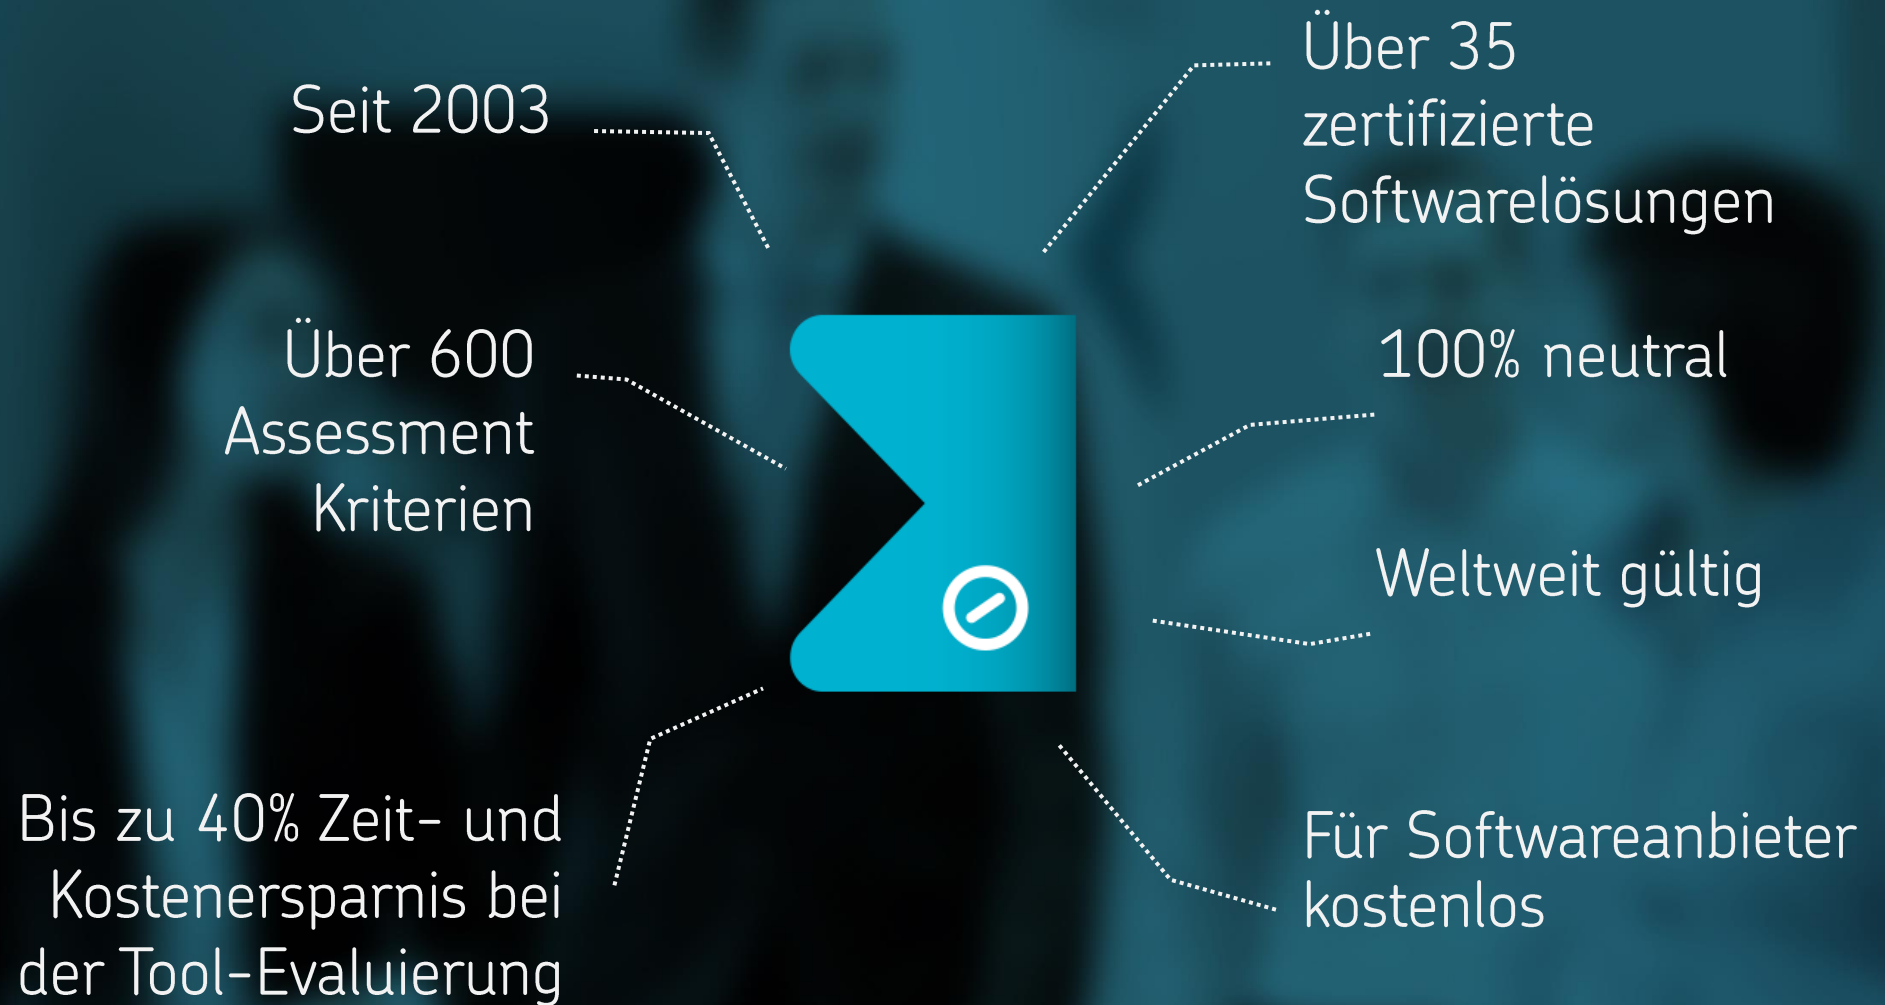 Seit 2003
Über 600
Assessment
Kriterien
Bis zu 40% Zeit- und
Kostenersparnis bei
der Tool-Evaluierung
Über 35
zertifizierte
Softwarelösungen
100% neutral
Weltweit gültig
Für Softwareanbieter
kostenlos